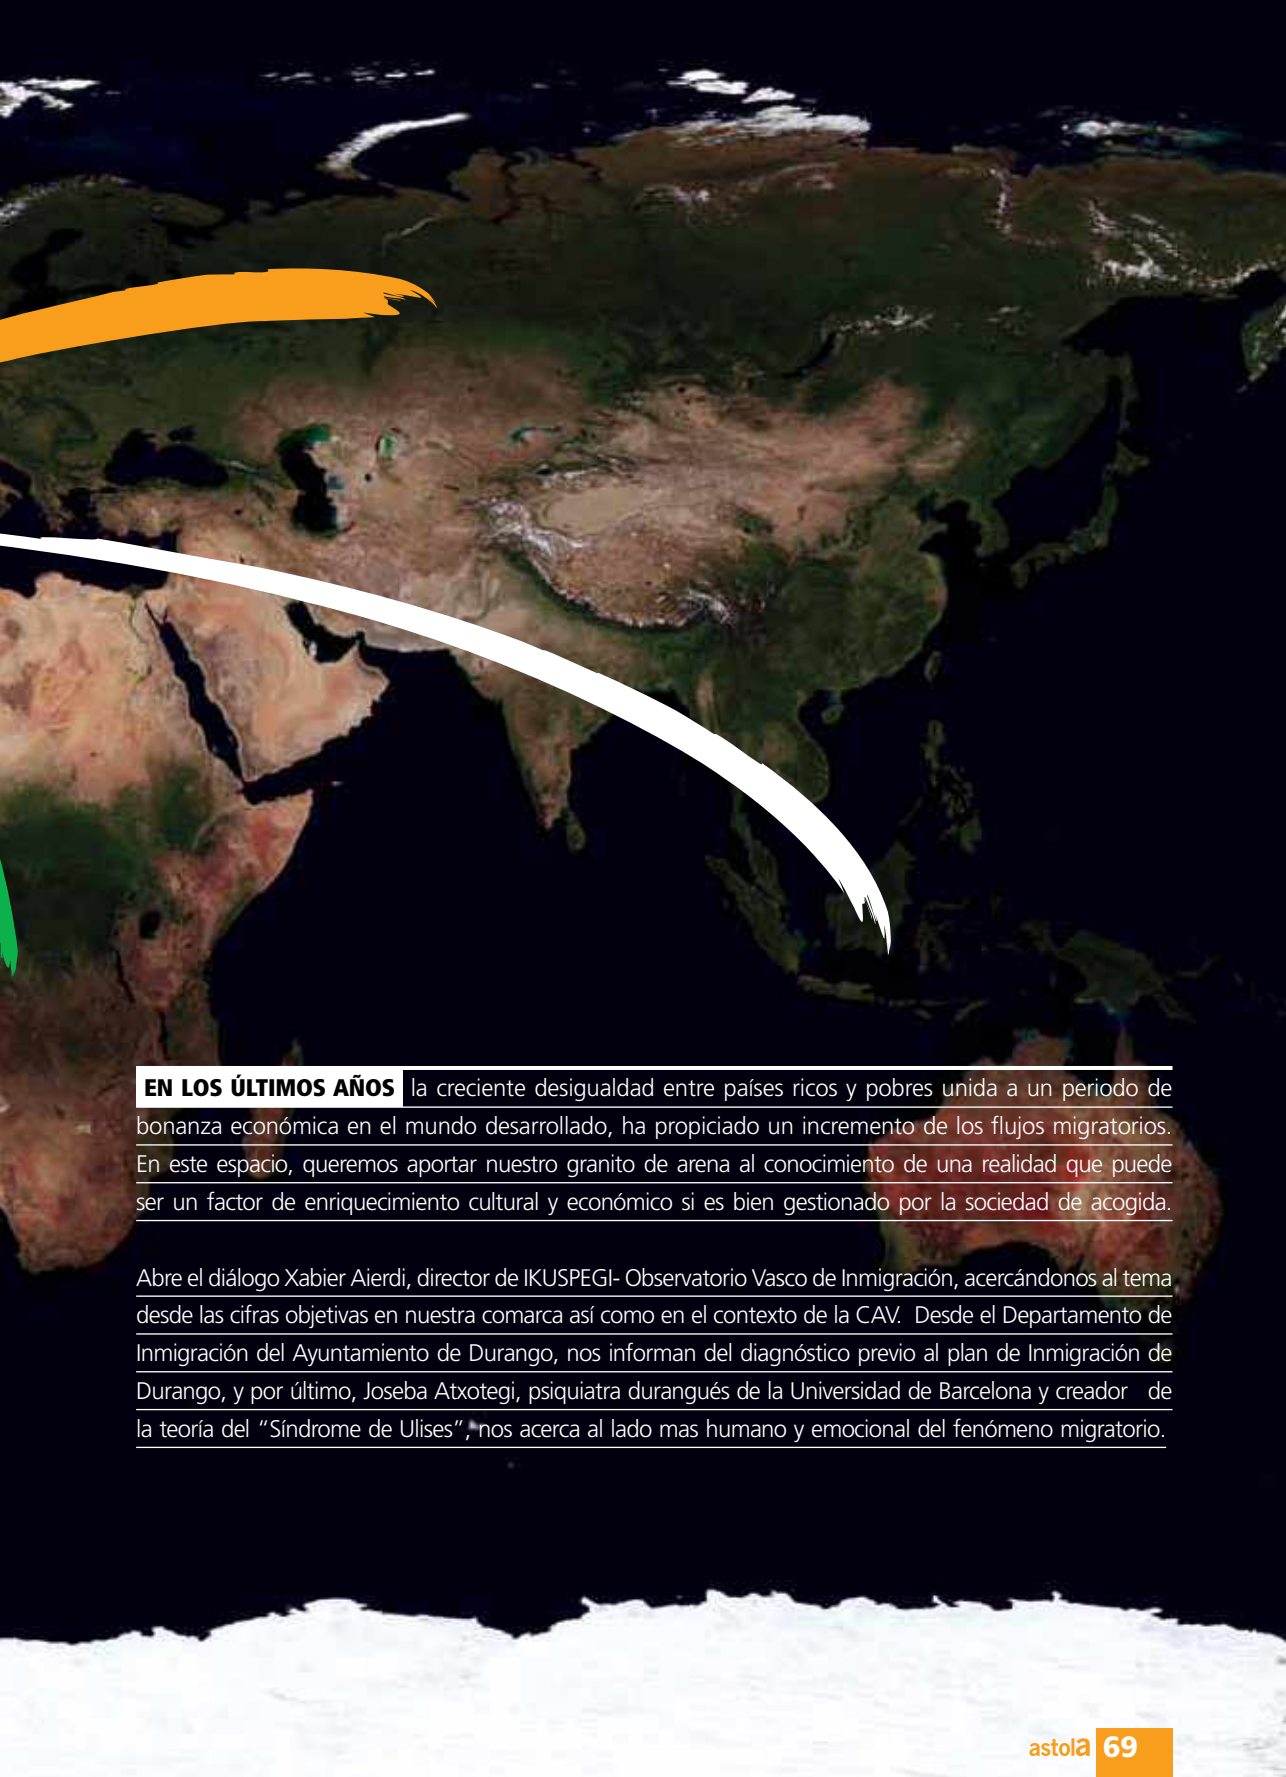 EN LOS ÚLTIMOS AÑOS la creciente desigualdad entre países ricos y pobres unida a un periodo de
bonanza económica en el mundo desarrollado, ha propiciado un incremento de los flujos migratorios.
En este espacio, queremos aportar nuestro granito de arena al conocimiento de una realidad que puede
ser un factor de enriquecimiento cultural y económico si es bien gestionado por la sociedad de acogida.
Abre el diálogo Xabier Aierdi, director de IKUSPEGI- Observatorio Vasco de Inmigración, acercándonos al tema
desde las cifras objetivas en nuestra comarca así como en el contexto de la CAV. Desde el Departamento de
Inmigración del Ayuntamiento de Durango, nos informan del diagnóstico previo al plan de Inmigración de
Durango, y por último, Joseba Atxotegi, psiquiatra durangués de la Universidad de Barcelona y creador de
la teoría del “Síndrome de Ulises”, nos acerca al lado mas humano y emocional del fenómeno migratorio.
astola 69